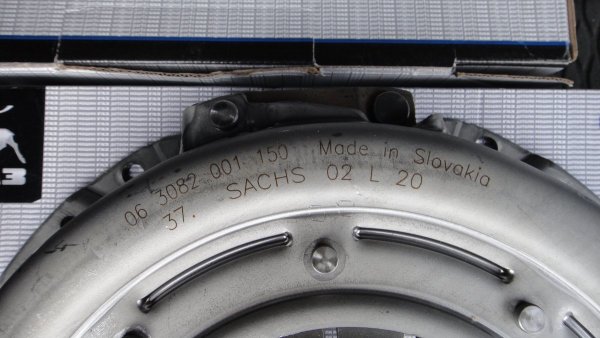 06 3082 001 150 Made in Slovakia
37. SACHS 02 L 20